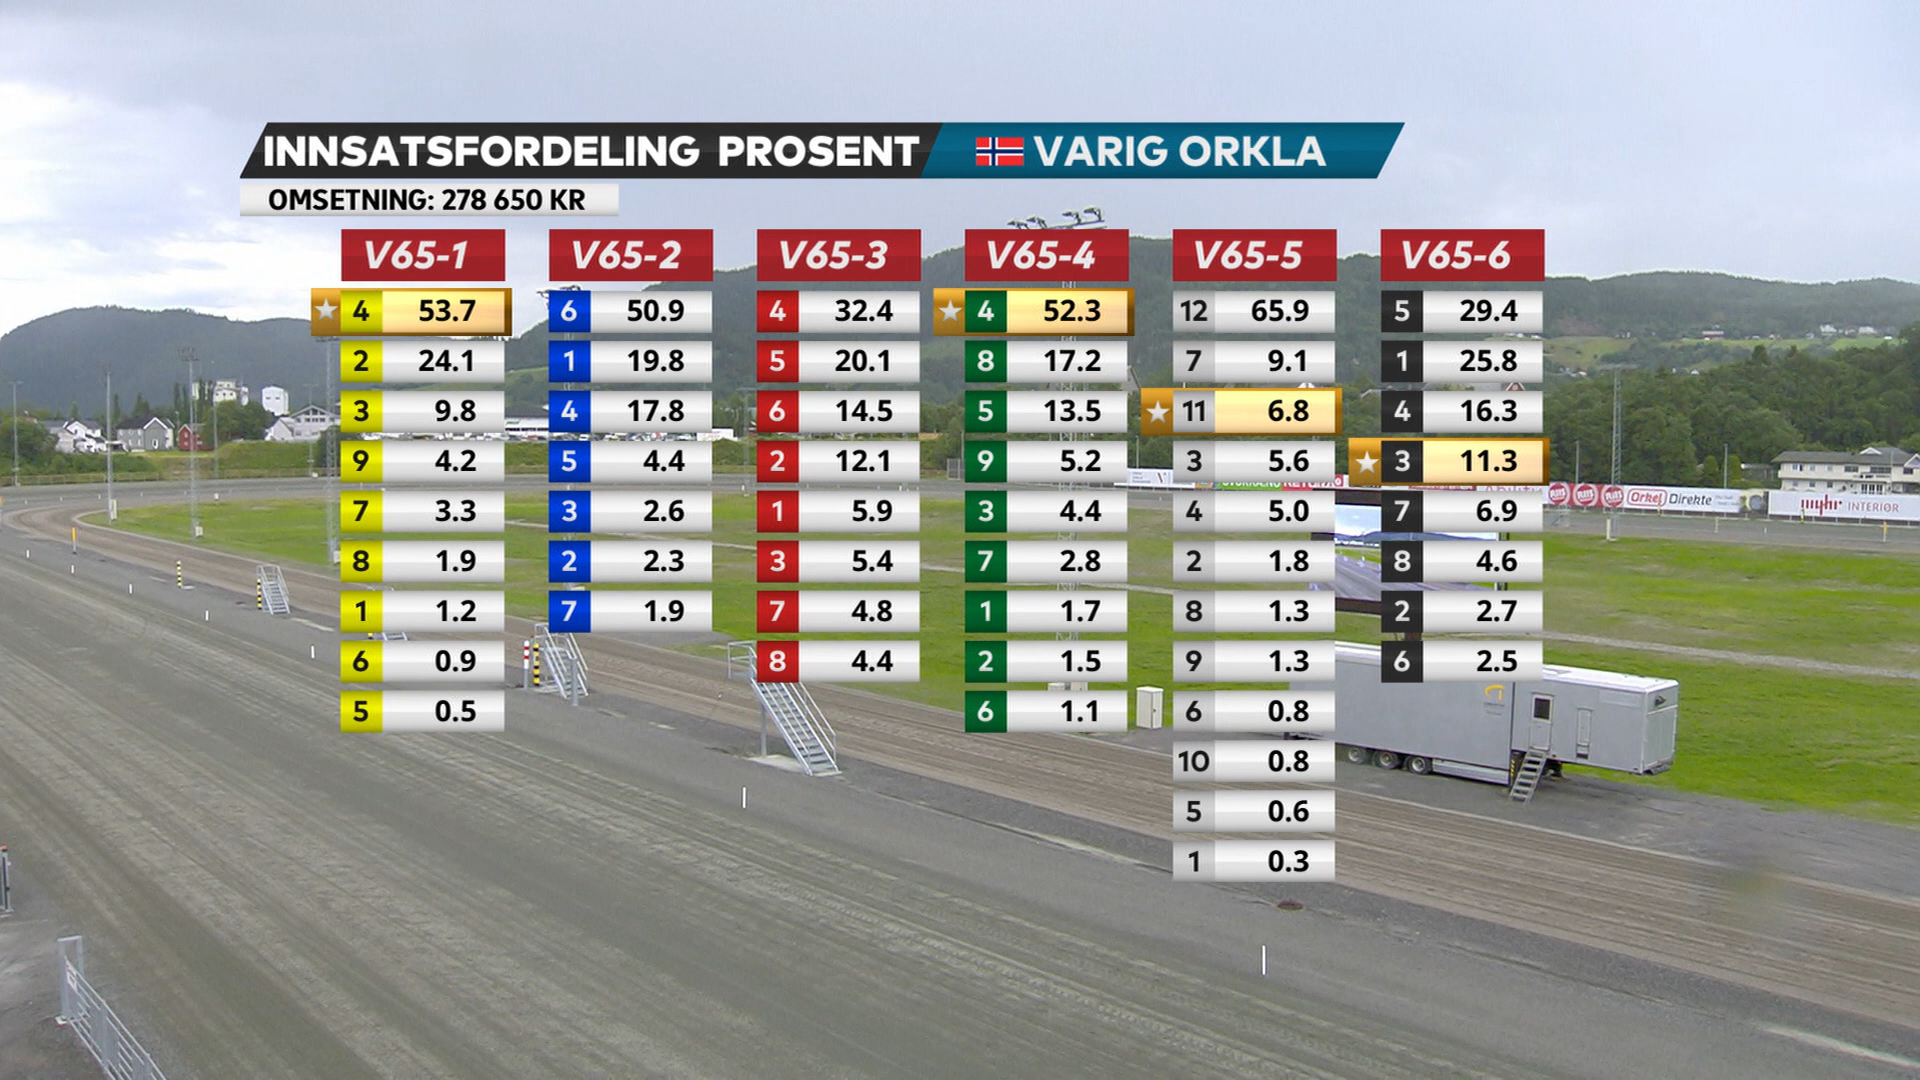 INNSATSFORDELING PROSENT VARIG ORKLA
OMSETNING: 278 650 KR
V65-1 V65-2 V65-3 V65-4 V65-5 V65-6
4 53.7 6 50.9 4 32.4 4 52.3 12 65.9 5 29.4
2 24.1 1 19.8 5 20.1 8 17.2 7 9.1 1 25.8
3 9.8 4 17.8 6 14.5 5 13.5 11 6.8 4 16.3
9 4.2 5 4.4 2 12.1 9 5.2 3 5.6 3 11.3
7 3.3 3 2.6 1 5.9 3 4.4 4 5.0 7 6.9
8 1.9 2 2.3 3 5.4 7 2.8 2 1.8 8 4.6
1 1.2 7 1.9 7 4.8 1 1.7 8 1.3 2 2.7
6 0.9 8 4.4 2 1.5 9 1.3 6 2.5
5 0.5 6 1.1 6 0.8
10 0.8
5 0.6
1 0.3
Orkel Direkte
myhr INTERIØR